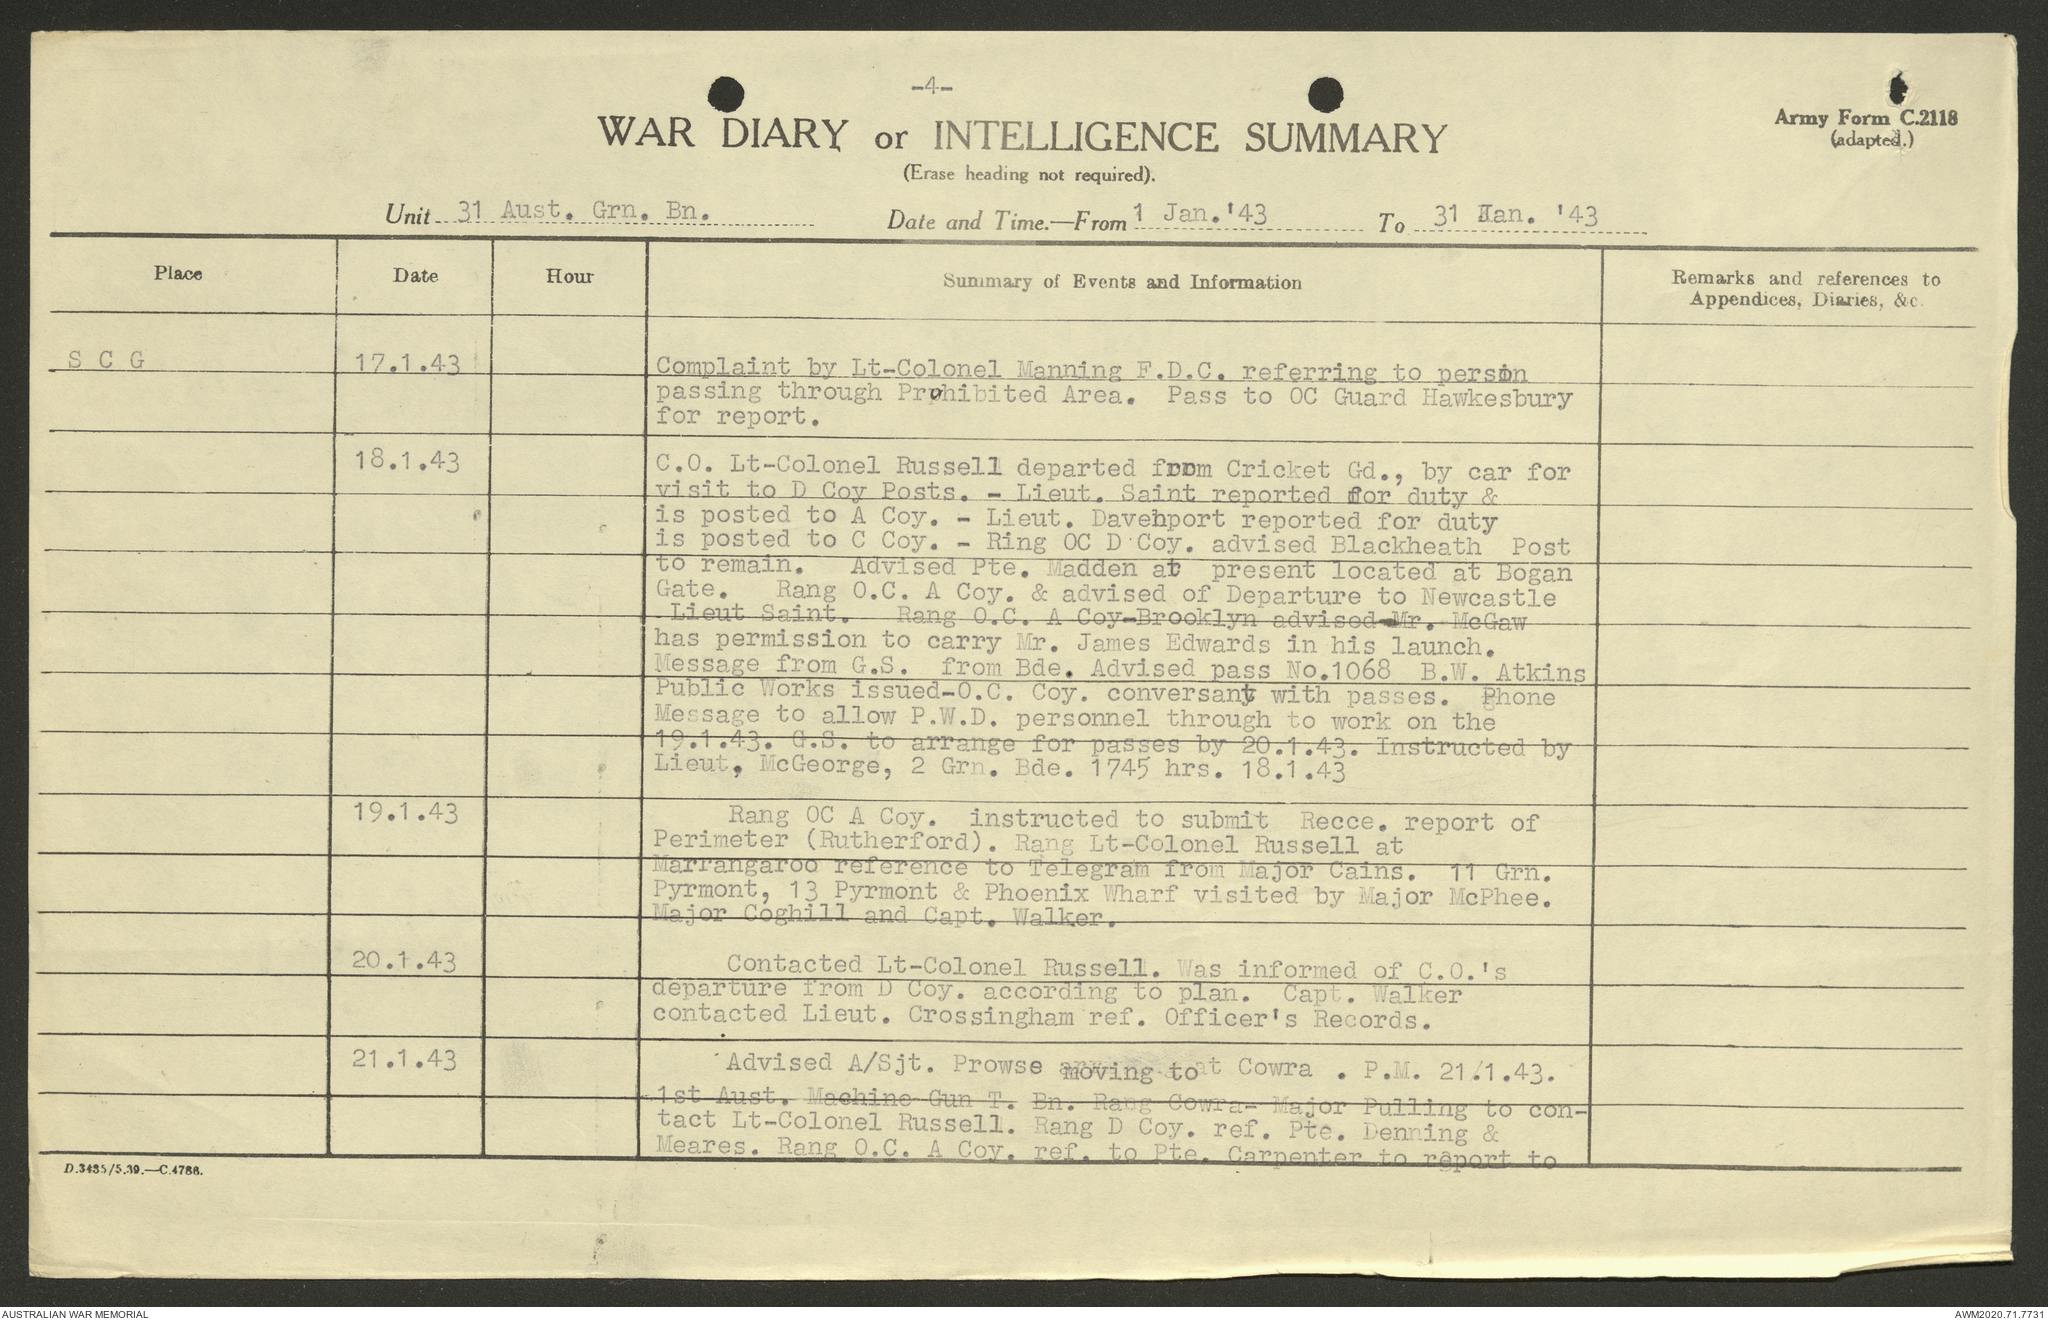 -4-
WAR DIARY or INTELLIGENCE SUMMARY
Army Form C.2118
(adapted.)
(Erase heading not required).
Unit 31 Aust. Grn. Bn. Date and Time.—From 1 Jan.'43 To 31 Jan. '43
Place Date Hour Summary of Events and Information Remarks and references to
Appendices, Diaries, &c.
S C G 17.1.43 Complaint by Lt-Colonel Manning F.D.C. referring to person
passing through Prohibited Area. Pass to OC Guard Hawkesbury
for report.
18.1.43 C.O. Lt-Colonel Russell departed from Cricket Gd., by car for
visit to D Coy Posts. - Lieut. Saint reported for duty &
is posted to A Coy. - Lieut. Davenport reported for duty
is posted to C Coy. - Ring OC D Coy. advised Blackheath Post
to remain. Advised Pte. Madden at present located at Bogan
Gate. Rang O.C. A Coy. & advised of Departure to Newcastle
Lieut Saint. Rang O.C. A Coy-Brooklyn advised Mr. McGaw
has permission to carry Mr. James Edwards in his launch.
Message from G.S. from Bde. Advised pass No.1068 B.W. Atkins
Public Works issued-O.C. Coy. conversant with passes. Phone
Message to allow P.W.D. personnel through to work on the
19.1.43. G.S. to arrange for passes by 20.1.43. Instructed by
Lieut, McGeorge, 2 Grn. Bde. 1745 hrs. 18.1.43
19.1.43 Rang OC A Coy. instructed to submit Recce. report of
Perimeter (Rutherford). Rang Lt-Colonel Russell at
Marrangaroo reference to Telegram from Major Cains. 11 Grn.
Pyrmont, 13 Pyrmont & Phoenix Wharf visited by Major McPhee.
Major Coghill and Capt. Walker.
20.1.43 Contacted Lt-Colonel Russell. Was informed of C.O.'s
departure from D Coy. according to plan. Capt. Walker
contacted Lieut. Crossingham ref. Officer's Records.
21.1.43 Advised A/Sjt. Prowse moving to at Cowra . P.M. 21/.1.43.
1st Aust. Machine Gun T. Bn. Rang Cowra- Major Pulling to con-
tact Lt-Colonel Russell. Rang D Coy. ref. Pte. Denning &
Meares. Rang O.C. A Coy. ref. to Pte. Carpenter to report to
D.3485/5.39.—C.4788.
AUSTRALIAN WAR MEMORIAL
AWM2020.71.7731